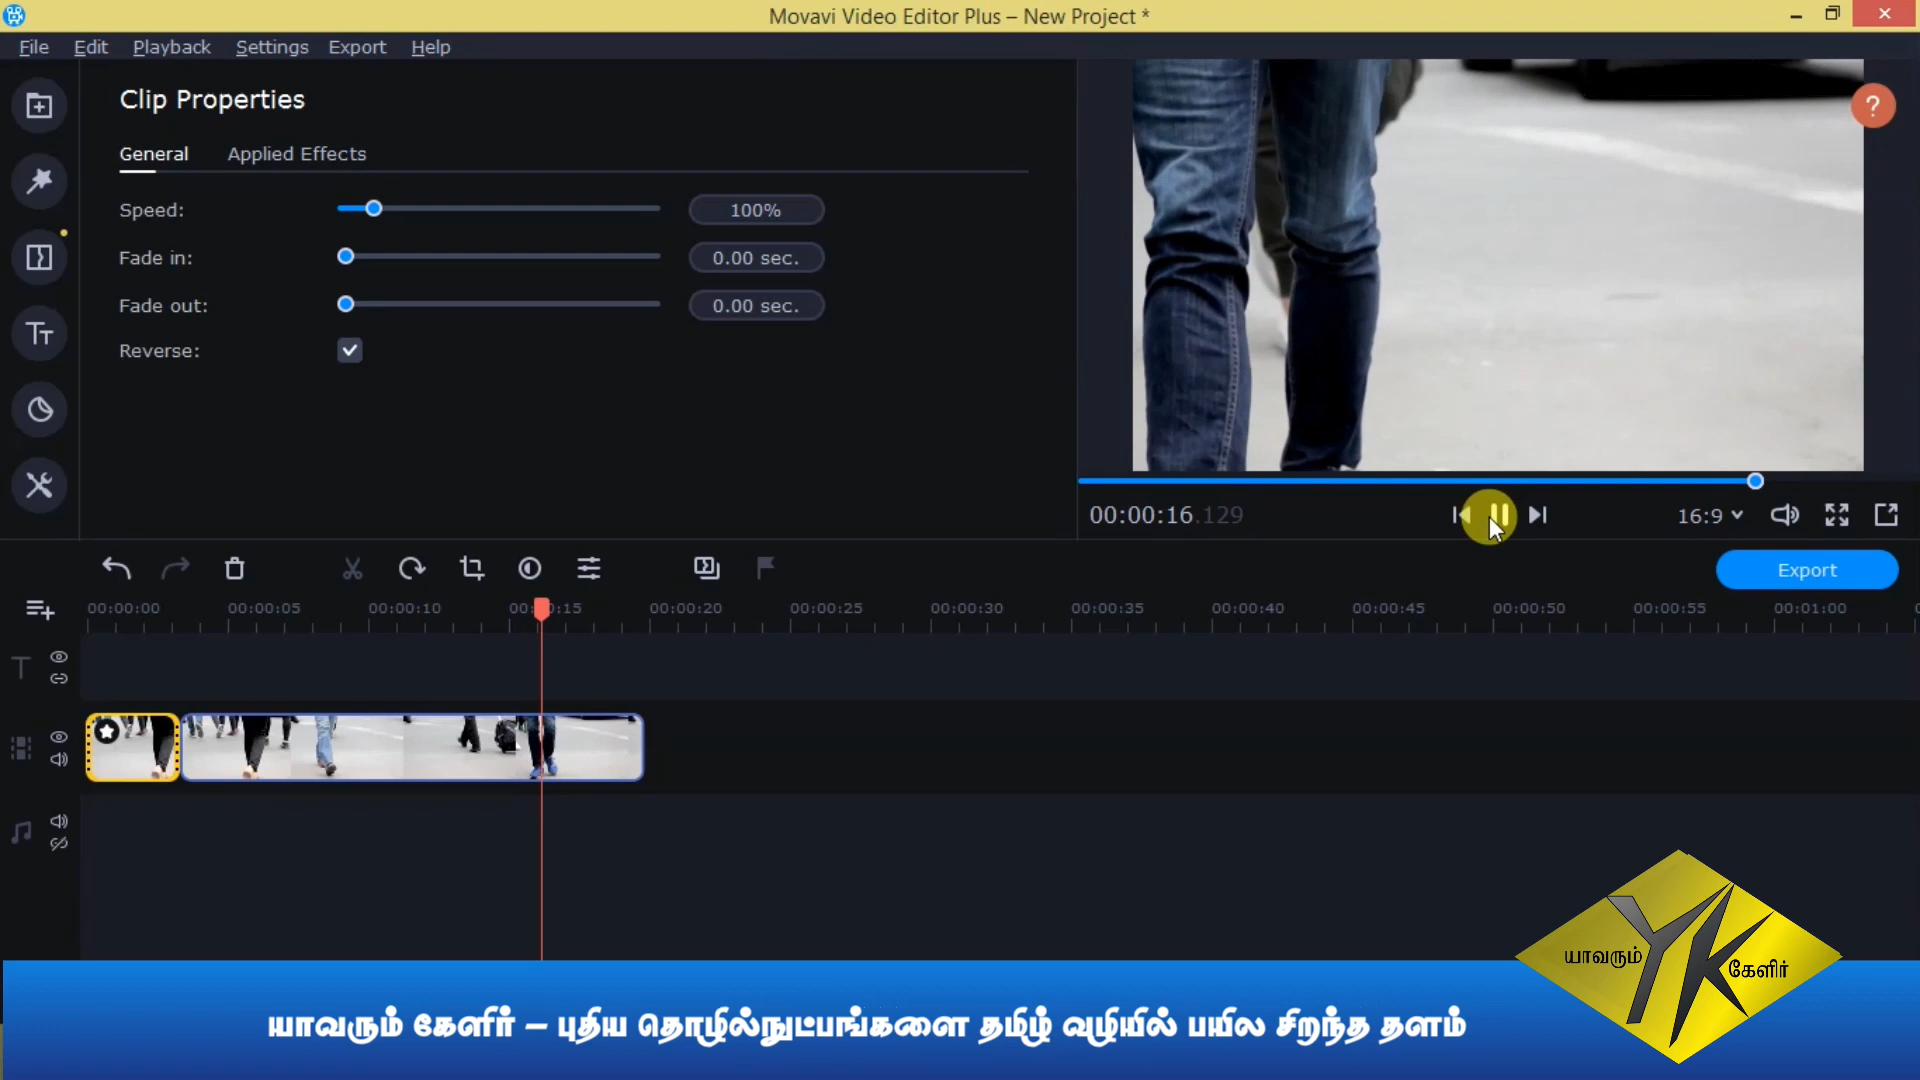 Movavi Video Editor Plus – New Project *
File Edit Playback Settings Export Help
Clip Properties
General Applied Effects
Speed: 100%
Fade in: 0.00 sec.
Fade out: 0.00 sec.
Reverse:
?
00:00:16.129
16:9
Export
00:00:00 00:00:05 00:00:10 00:00:15 00:00:20 00:00:25 00:00:30 00:00:35 00:00:40 00:00:45 00:00:50 00:00:55 00:01:00
யாவரும் YK கேளிர்
யாவரும் கேளிர் – புதிய தொழில்நுட்பங்களை தமிழ் வழியில் பயில சிறந்த தளம்